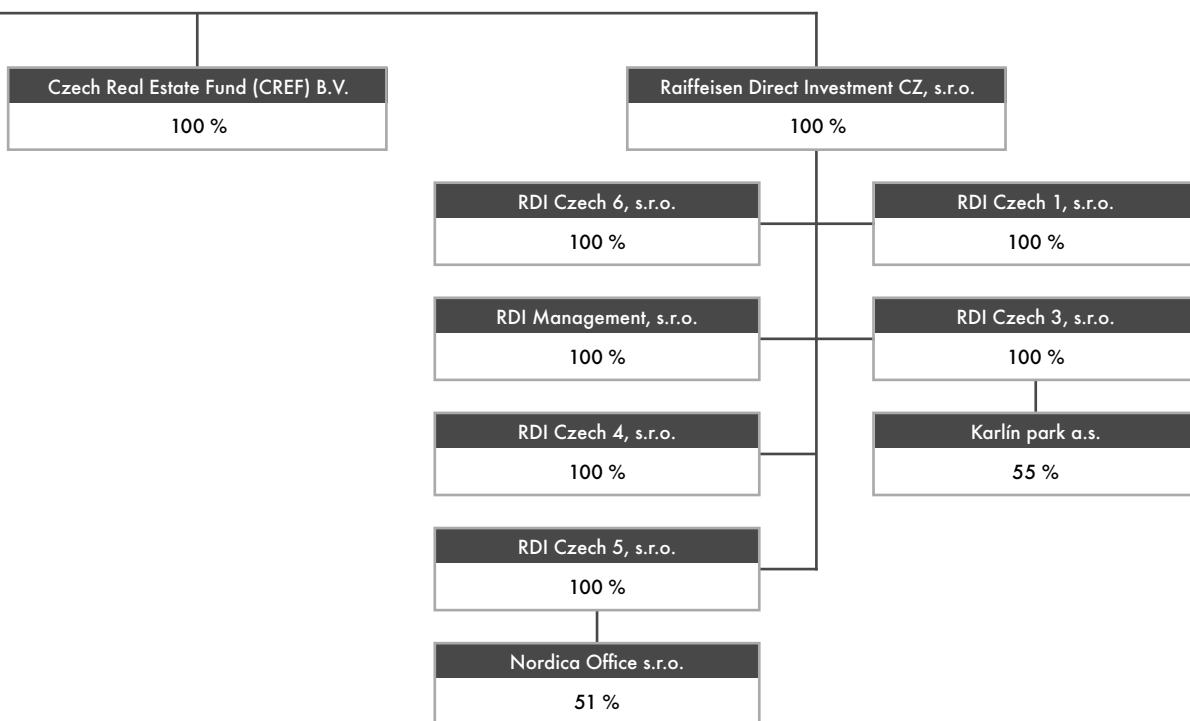 Czech Real Estate Fund (CREF) B.V.
100 %
Raiffeisen Direct Investment CZ, s.r.o.
100 %
RDI Czech 6, s.r.o.
100 %
RDI Czech 1, s.r.o.
100 %
RDI Management, s.r.o.
100 %
RDI Czech 3, s.r.o.
100 %
RDI Czech 4, s.r.o.
100 %
Karlín park a.s.
55 %
RDI Czech 5, s.r.o.
100 %
Nordica Office s.r.o.
51 %